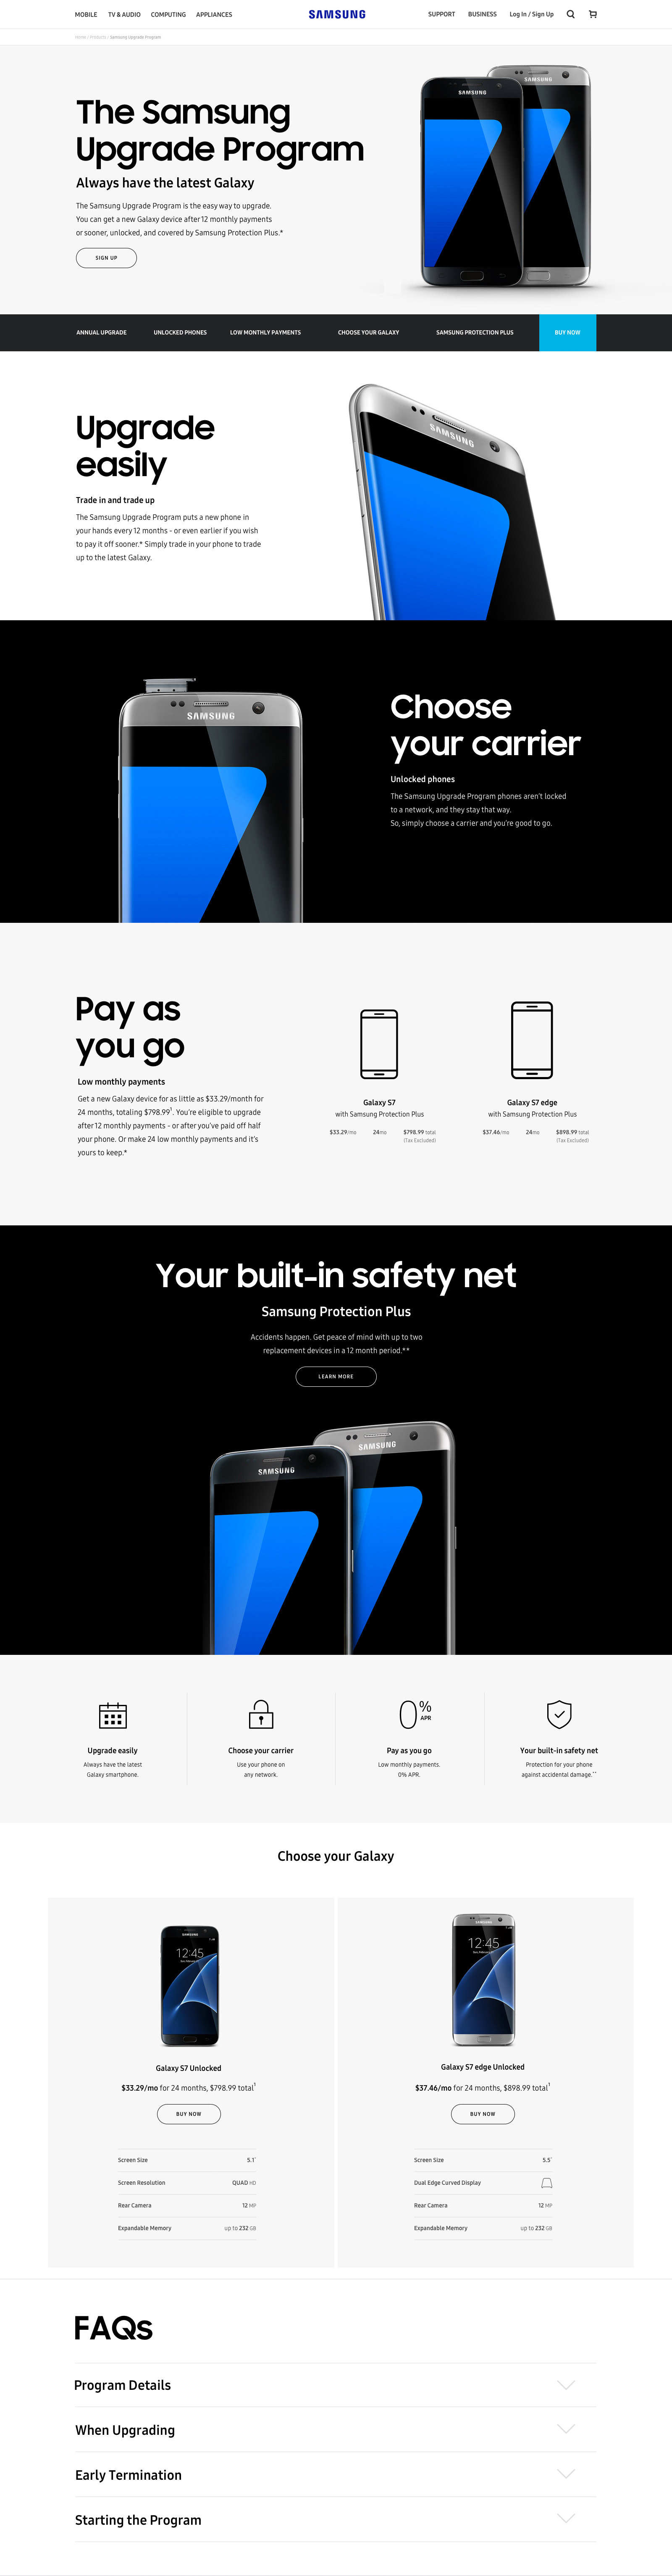 MOBILE TV & AUDIO COMPUTING APPLIANCES SAMSUNG SUPPORT BUSINESS Log In / Sign Up
Home / Products / Samsung Upgrade Program
The Samsung
Upgrade Program
Always have the latest Galaxy
The Samsung Upgrade Program is the easy way to upgrade.
You can get a new Galaxy device after 12 monthly payments
or sooner, unlocked, and covered by Samsung Protection Plus.*
SIGN UP
SAMSUNG
SAMSUNG
ANNUAL UPGRADE UNLOCKED PHONES LOW MONTHLY PAYMENTS CHOOSE YOUR GALAXY SAMSUNG PROTECTION PLUS BUY NOW
Upgrade
easily
Trade in and trade up
The Samsung Upgrade Program puts a new phone in
your hands every 12 months - or even earlier if you wish
to pay it off sooner.* Simply trade in your phone to trade
up to the latest Galaxy.
SAMSUNG
SAMSUNG
Choose
your carrier
Unlocked phones
The Samsung Upgrade Program phones aren't locked
to a network, and they stay that way.
So, simply choose a carrier and you're good to go.
Pay as
you go
Low monthly payments
Get a new Galaxy device for as little as $33.29/month for
24 months, totaling $798.99¹. You're eligible to upgrade
after 12 monthly payments - or after you've paid off half
your phone. Or make 24 low monthly payments and it's
yours to keep.*
Galaxy S7
with Samsung Protection Plus
$33.29/mo 24mo $798.99 total
(Tax Excluded)
Galaxy S7 edge
with Samsung Protection Plus
$37.46/mo 24mo $898.99 total
(Tax Excluded)
Your built-in safety net
Samsung Protection Plus
Accidents happen. Get peace of mind with up to two
replacement devices in a 12 month period.**
LEARN MORE
SAMSUNG
SAMSUNG
0% APR
Upgrade easily
Always have the latest
Galaxy smartphone.
Choose your carrier
Use your phone on
any network.
Pay as you go
Low monthly payments.
0% APR.
Your built-in safety net
Protection for your phone
against accidental damage.**
Choose your Galaxy
SAMSUNG
12:45
Galaxy S7 Unlocked
$33.29/mo for 24 months, $798.99 total¹
BUY NOW
Screen Size 5.1"
Screen Resolution QUAD HD
Rear Camera 12 MP
Expandable Memory up to 232 GB
SAMSUNG
12:45
Galaxy S7 edge Unlocked
$37.46/mo for 24 months, $898.99 total¹
BUY NOW
Screen Size 5.5"
Dual Edge Curved Display
Rear Camera 12 MP
Expandable Memory up to 232 GB
FAQs
Program Details
When Upgrading
Early Termination
Starting the Program